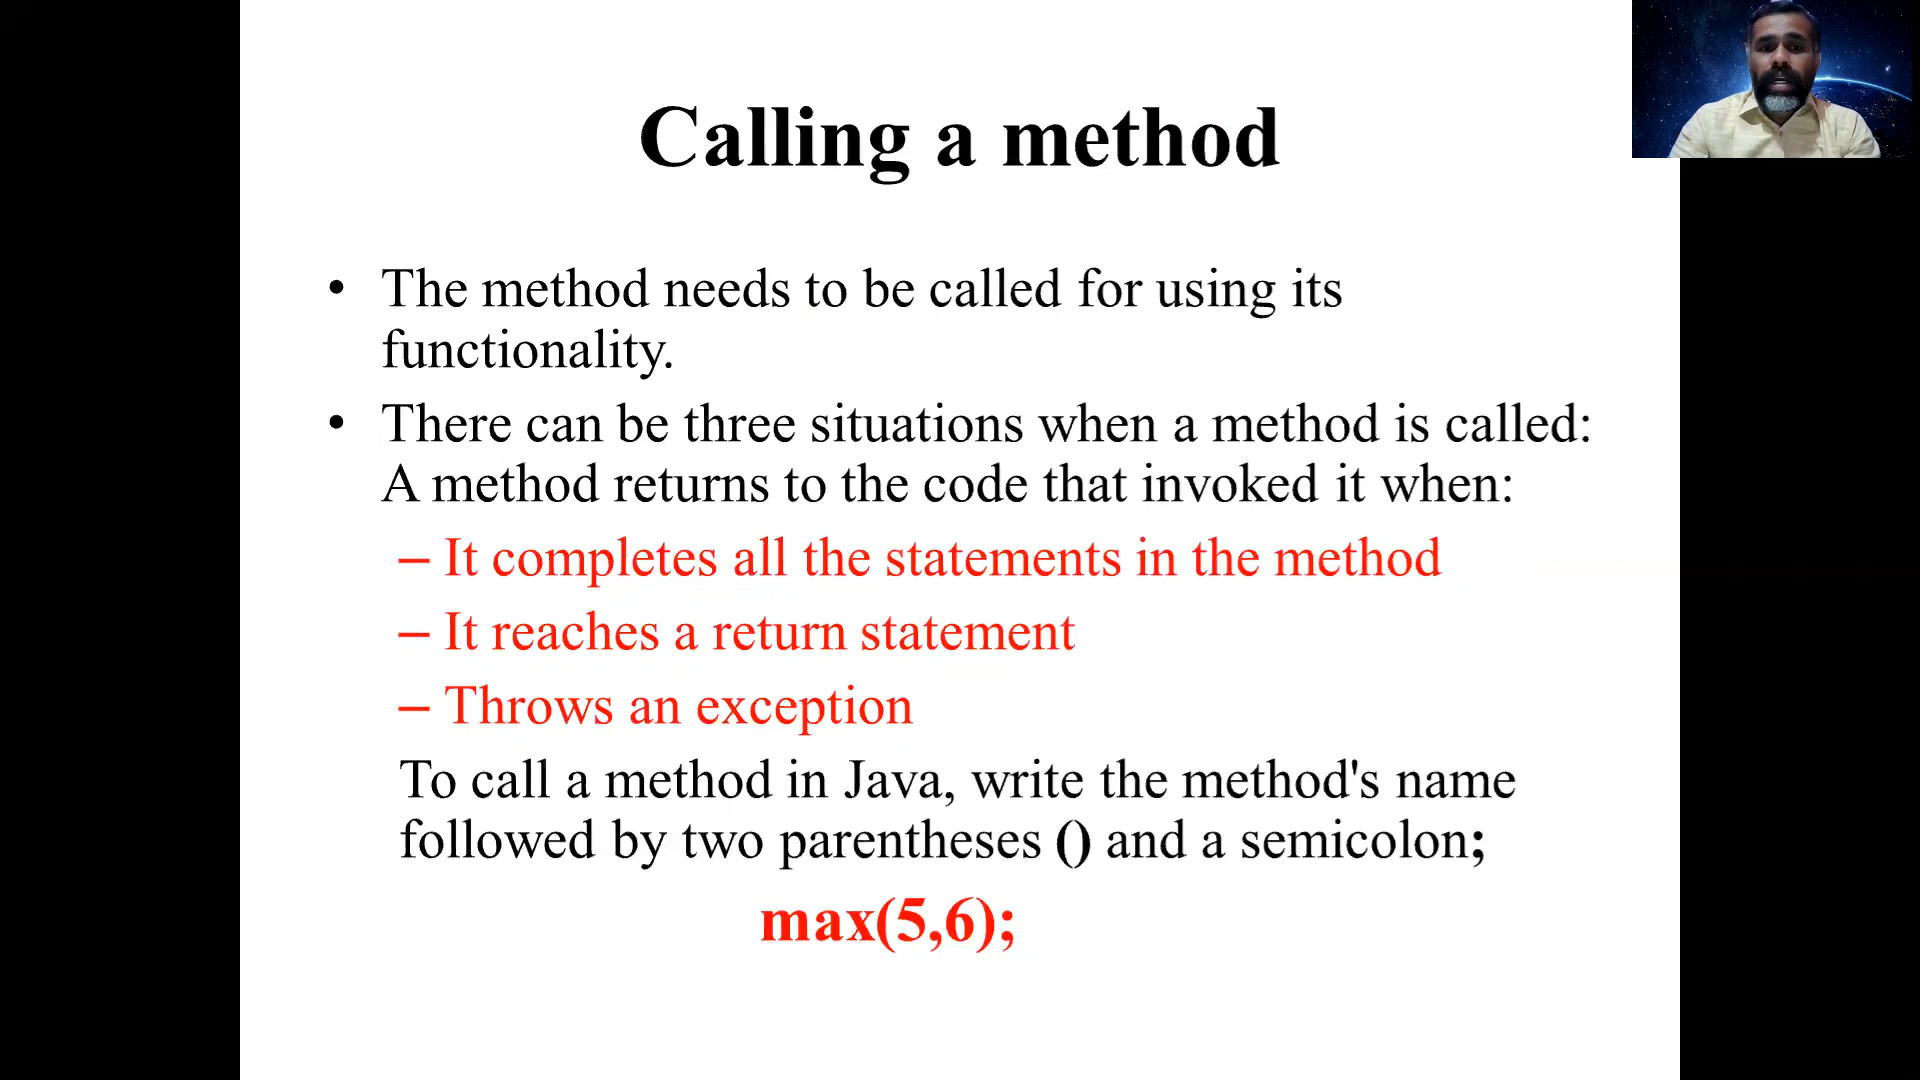 Calling a method
• The method needs to be called for using its
functionality.
• There can be three situations when a method is called:
A method returns to the code that invoked it when:
– It completes all the statements in the method
– It reaches a return statement
– Throws an exception
To call a method in Java, write the method's name
followed by two parentheses () and a semicolon;
max(5,6);